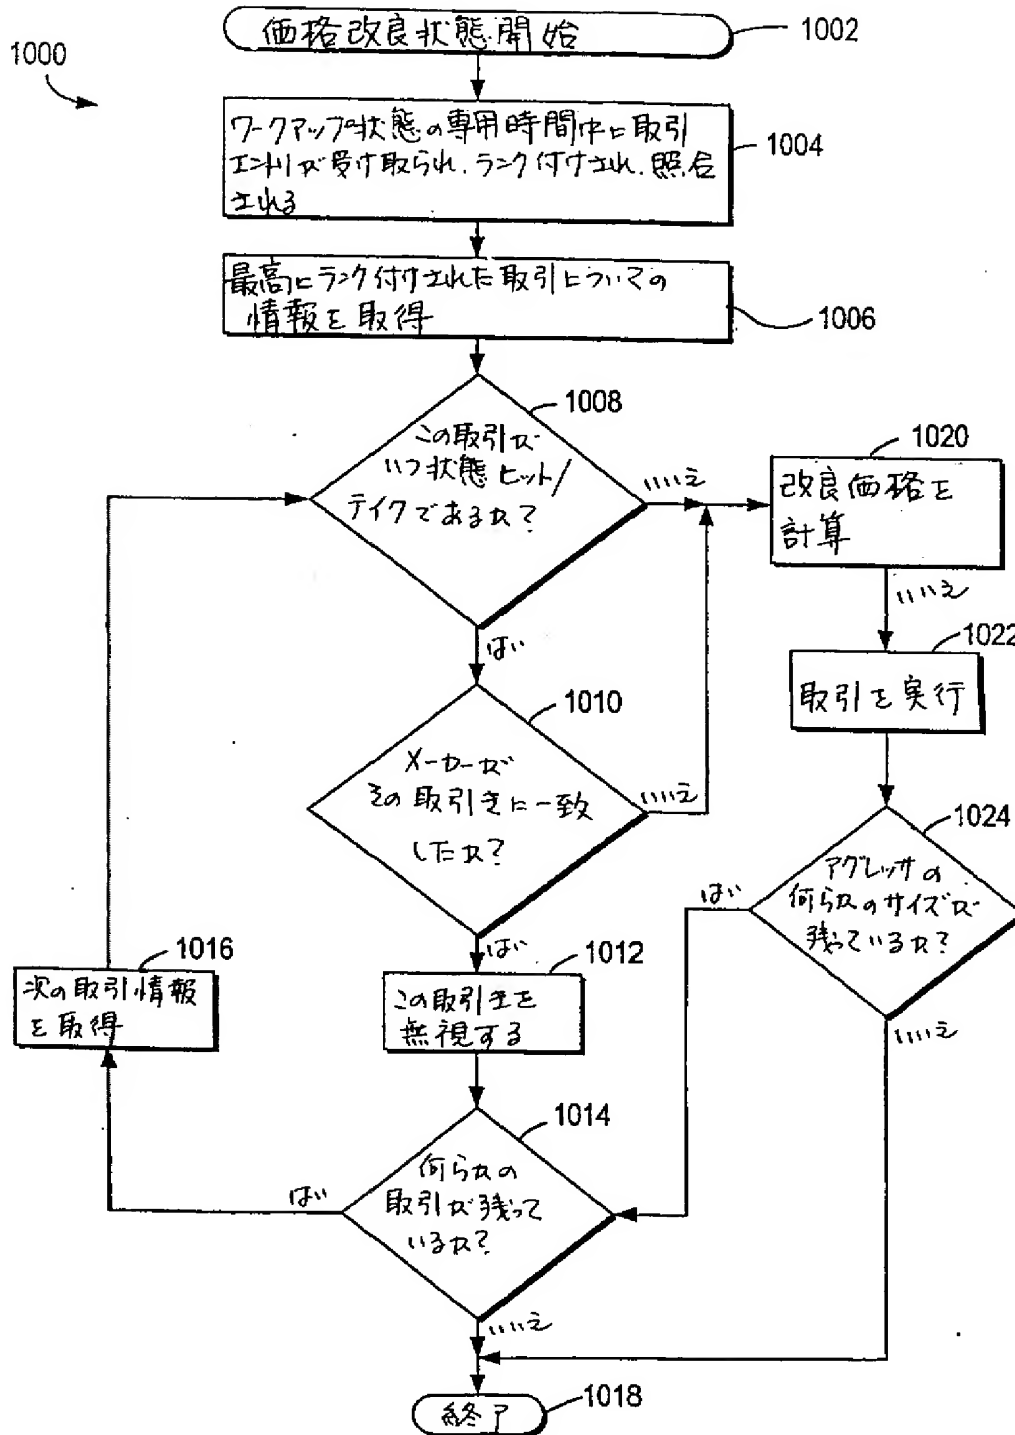 価格改良状態開始
1002
1000
ワークアップ状態の専用時間中に取引
エントリが受け取られ、ランク付けされ、照合
される
1004
最高にランク付けされた取引についての
情報を取得
1006
1008
この取引が
いつ状態ヒット/
テイクであるか?
いいえ
はい
1020
改良価格を
計算
いいえ
1022
取引を実行
1010
メーカーが
その取引きに一致
したか?
いいえ
はい
1024
アグレッサの
何らかのサイズが
残っているか?
はい
いいえ
1016
次の取引情報
を取得
1012
この取引きを
無視する
1014
何らかの
取引が残って
いるか?
はい
いいえ
終了
1018